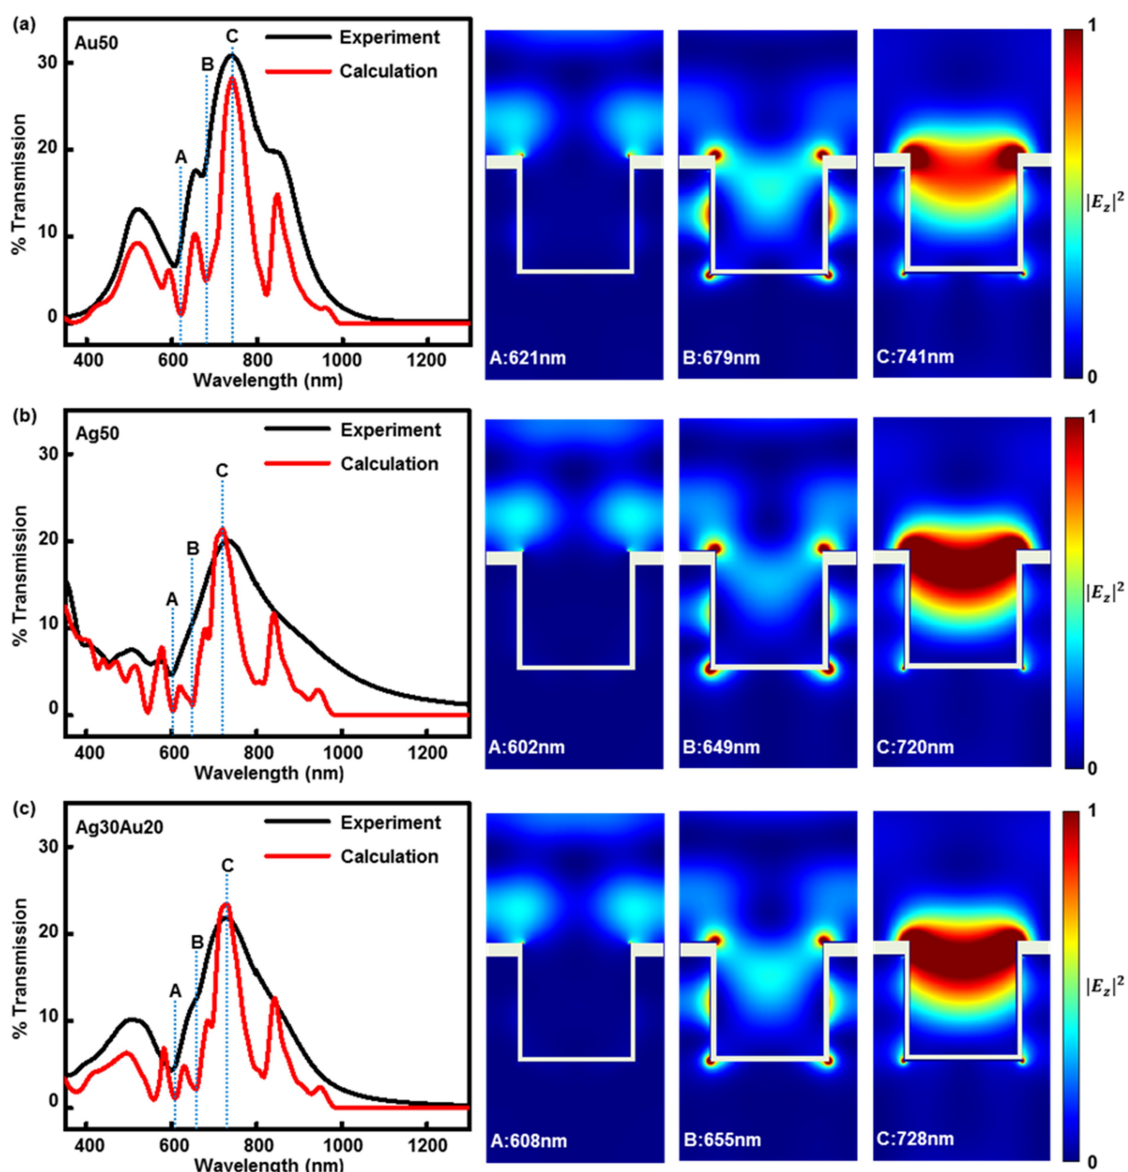 (a)
Au50
Experiment
Calculation
A
B
C
% Transmission
30
20
10
0
400 600 800 1000 1200
Wavelength (nm)
A:621nm
B:679nm
C:741nm
1
|E_z|²
0
(b)
Ag50
Experiment
Calculation
A
B
C
% Transmission
30
20
10
0
400 600 800 1000 1200
Wavelength (nm)
A:602nm
B:649nm
C:720nm
1
|E_z|²
0
(c)
Ag30Au20
Experiment
Calculation
A
B
C
% Transmission
30
20
10
0
400 600 800 1000 1200
Wavelength (nm)
A:608nm
B:655nm
C:728nm
1
|E_z|²
0